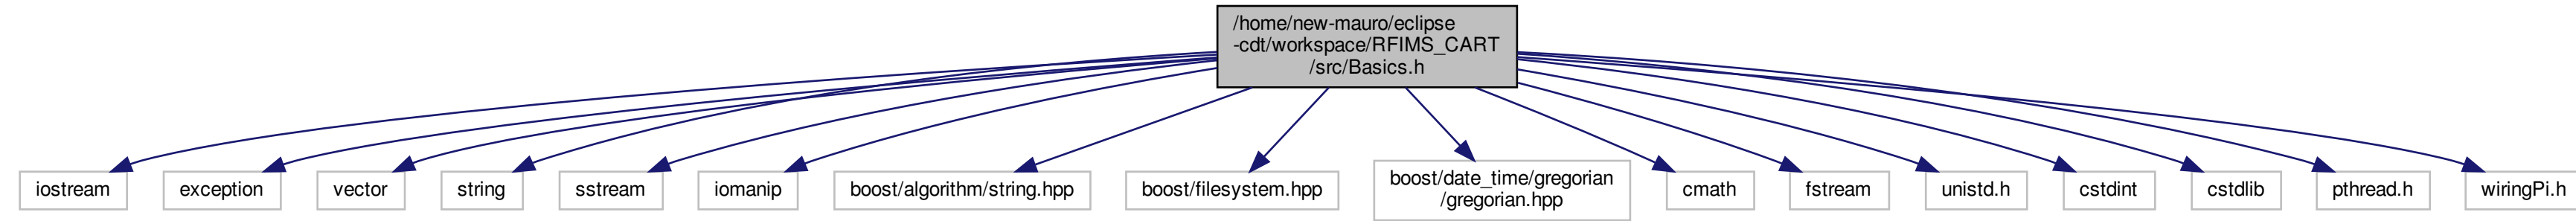 /home/new-mauro/eclipse
-cdt/workspace/RFIMS_CART
/src/Basics.h
iostream
exception
vector
string
sstream
iomanip
boost/algorithm/string.hpp
boost/filesystem.hpp
boost/date_time/gregorian
/gregorian.hpp
cmath
fstream
unistd.h
cstdint
cstdlib
pthread.h
wiringPi.h